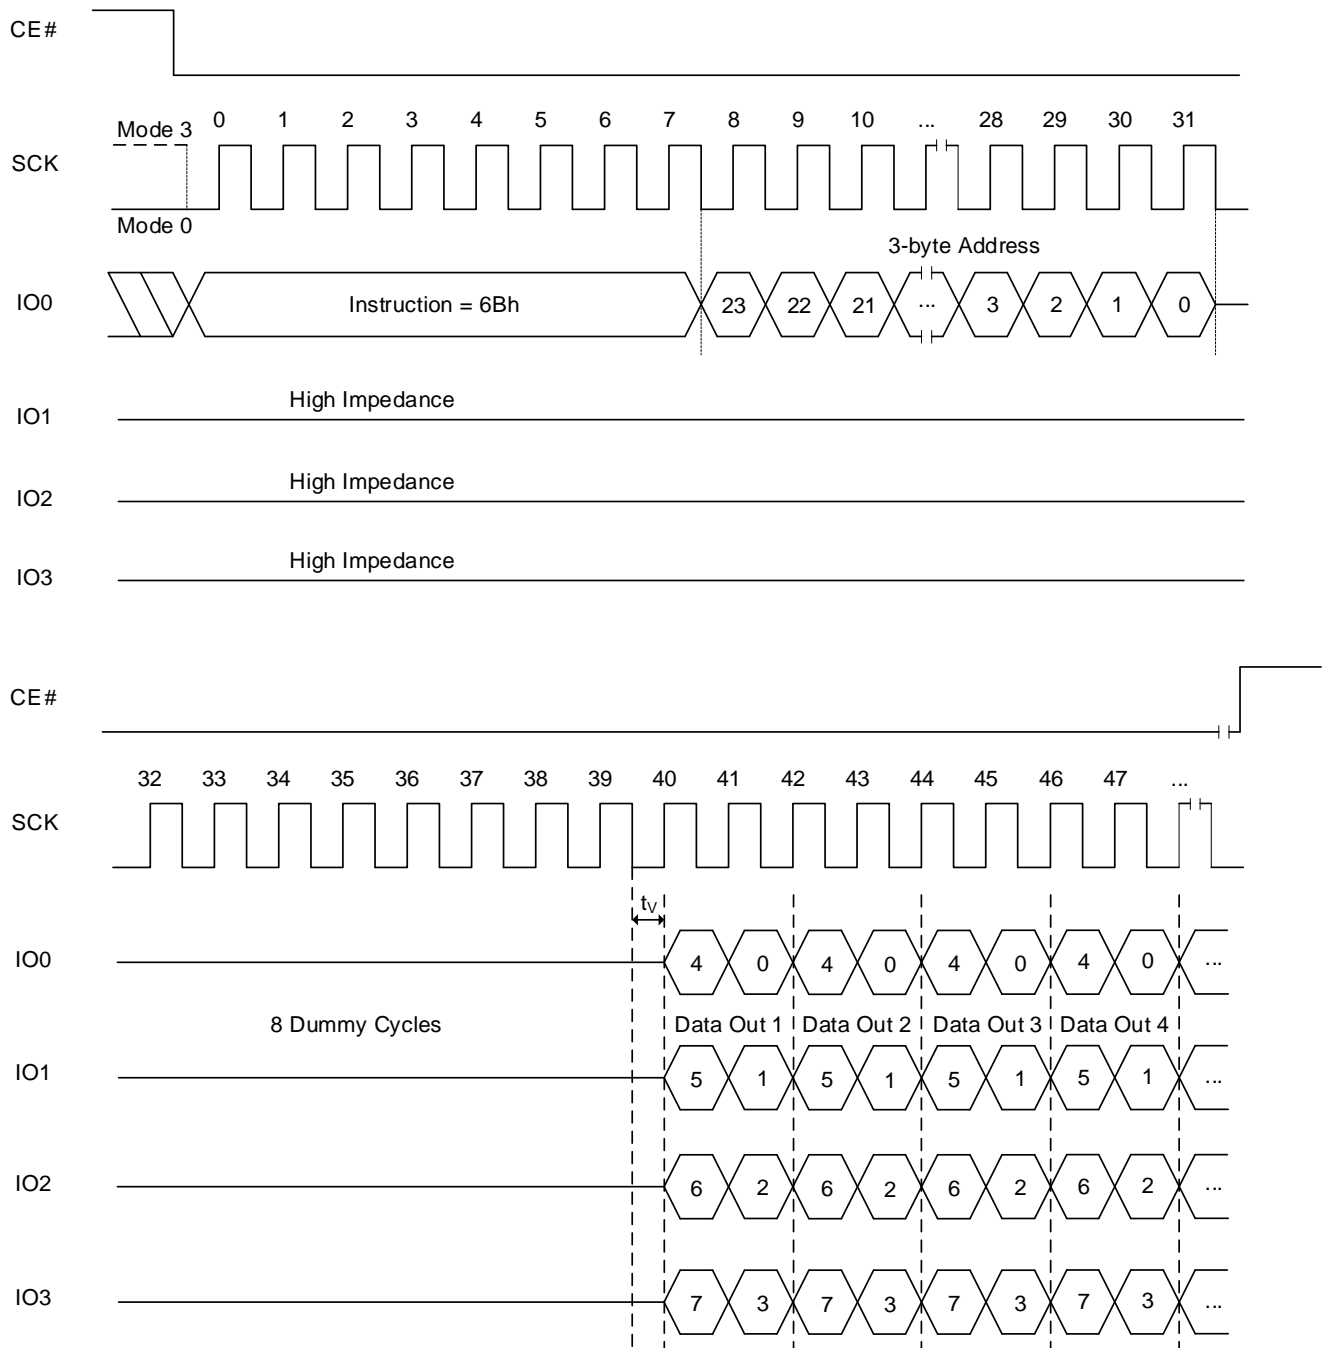 CE#
Mode 3 0 1 2 3 4 5 6 7 8 9 10 ... 28 29 30 31
SCK
Mode 0
3-byte Address
IO0 Instruction = 6Bh 23 22 21 ... 3 2 1 0
High Impedance
IO1
High Impedance
IO2
High Impedance
IO3
CE#
32 33 34 35 36 37 38 39 40 41 42 43 44 45 46 47 ...
SCK
tV
IO0 4 0 4 0 4 0 4 0 ...
8 Dummy Cycles Data Out 1 Data Out 2 Data Out 3 Data Out 4
IO1 5 1 5 1 5 1 5 1 ...
IO2 6 2 6 2 6 2 6 2 ...
IO3 7 3 7 3 7 3 7 3 ...